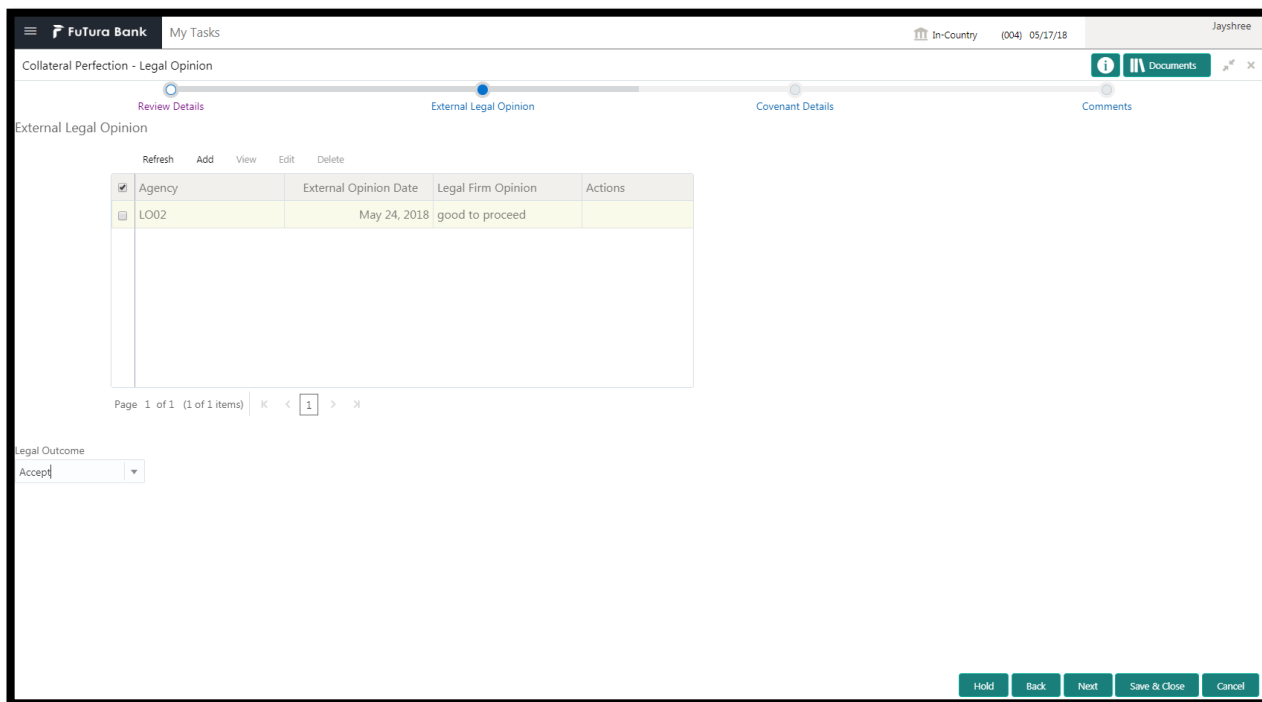 FuTura Bank My Tasks In-Country (004) 05/17/18 Jayshree
Collateral Perfection - Legal Opinion Documents
Review Details External Legal Opinion Covenant Details Comments
External Legal Opinion
Refresh Add View Edit Delete
Agency External Opinion Date Legal Firm Opinion Actions
LO02 May 24, 2018 good to proceed
Page 1 of 1 (1 of 1 items) 1
Legal Outcome
Accept
Hold Back Next Save & Close Cancel